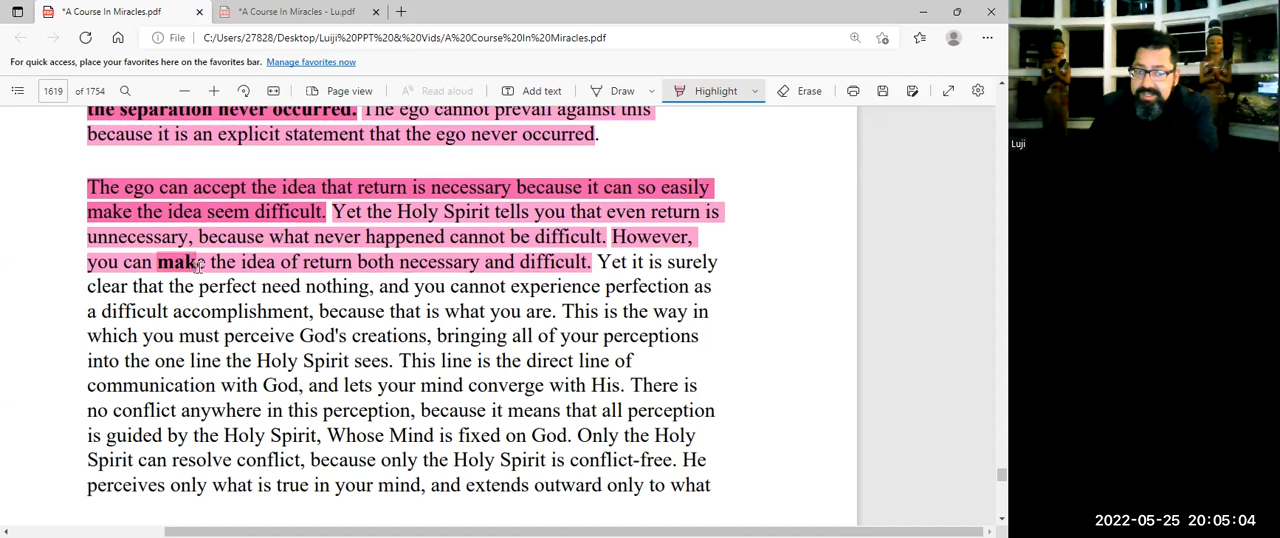 *A Course In Miracles.pdf
*A Course In Miracles - Lu.pdf
File
C:/Users/27828/Desktop/Luiji%20PPT%20&%20Vids/A%20Course%20In%20Miracles.pdf
For quick access, place your favorites here on the favorites bar. Manage favorites now
1619 of 1754
Page view
Read aloud
Add text
Draw
Highlight
Erase
the separation never occurred. The ego cannot prevail against this
because it is an explicit statement that the ego never occurred.
The ego can accept the idea that return is necessary because it can so easily
make the idea seem difficult. Yet the Holy Spirit tells you that even return is
unnecessary, because what never happened cannot be difficult. However,
you can make the idea of return both necessary and difficult. Yet it is surely
clear that the perfect need nothing, and you cannot experience perfection as
a difficult accomplishment, because that is what you are. This is the way in
which you must perceive God's creations, bringing all of your perceptions
into the one line the Holy Spirit sees. This line is the direct line of
communication with God, and lets your mind converge with His. There is
no conflict anywhere in this perception, because it means that all perception
is guided by the Holy Spirit, Whose Mind is fixed on God. Only the Holy
Spirit can resolve conflict, because only the Holy Spirit is conflict-free. He
perceives only what is true in your mind, and extends outward only to what
Luji
2022-05-25 20:05:04